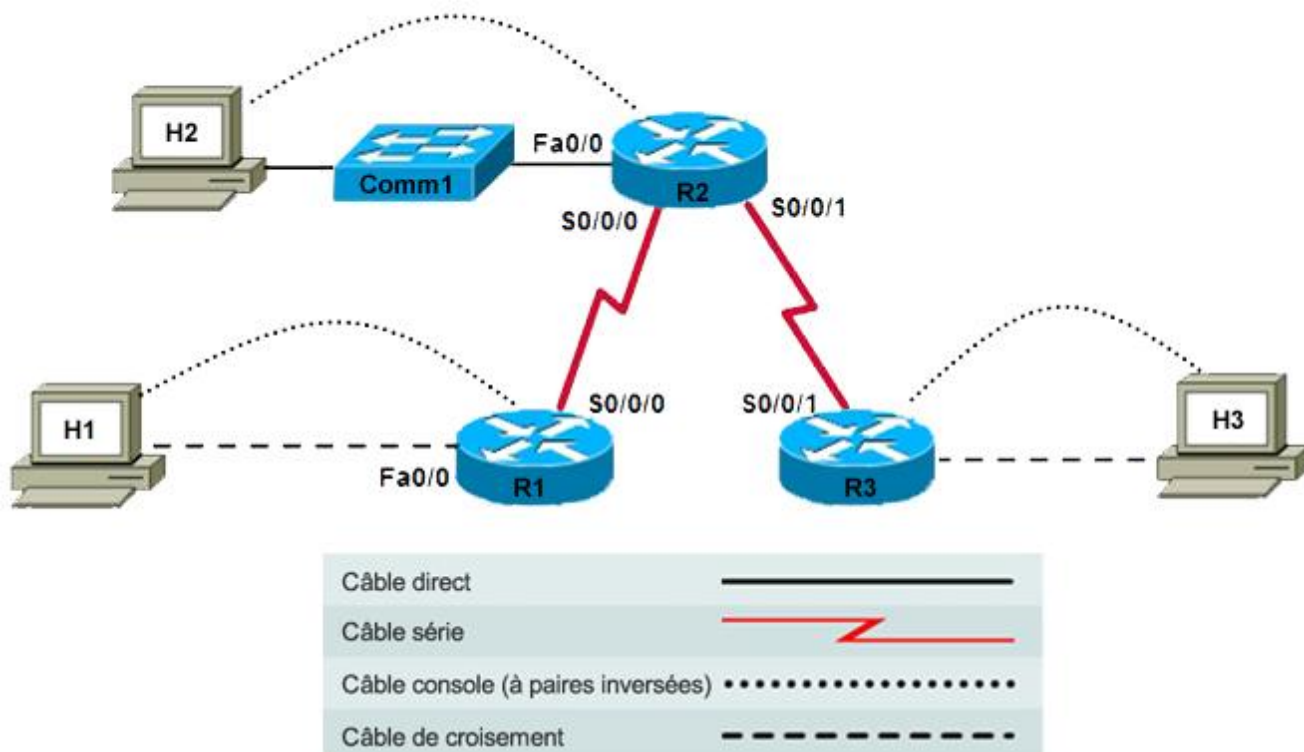 H2
Comm1
Fa0/0
R2
S0/0/0
S0/0/1
H1
Fa0/0
S0/0/0
R1
S0/0/1
R3
H3
Câble direct
Câble série
Câble console (à paires inversées)
Câble de croisement